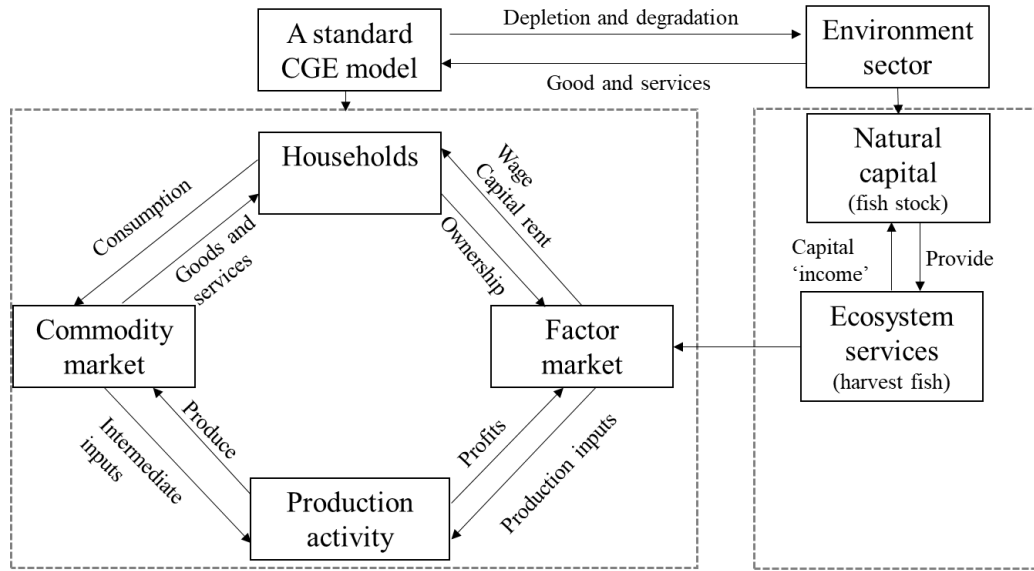 A standard
CGE model
Depletion and degradation
Good and services
Environment
sector
Households
Consumption
Goods and
services
Wage
Capital rent
Ownership
Commodity
market
Factor
market
Intermediate
inputs
Produce
Profits
Production inputs
Production
activity
Natural
capital
(fish stock)
Capital
‘income’
Provide
Ecosystem
services
(harvest fish)